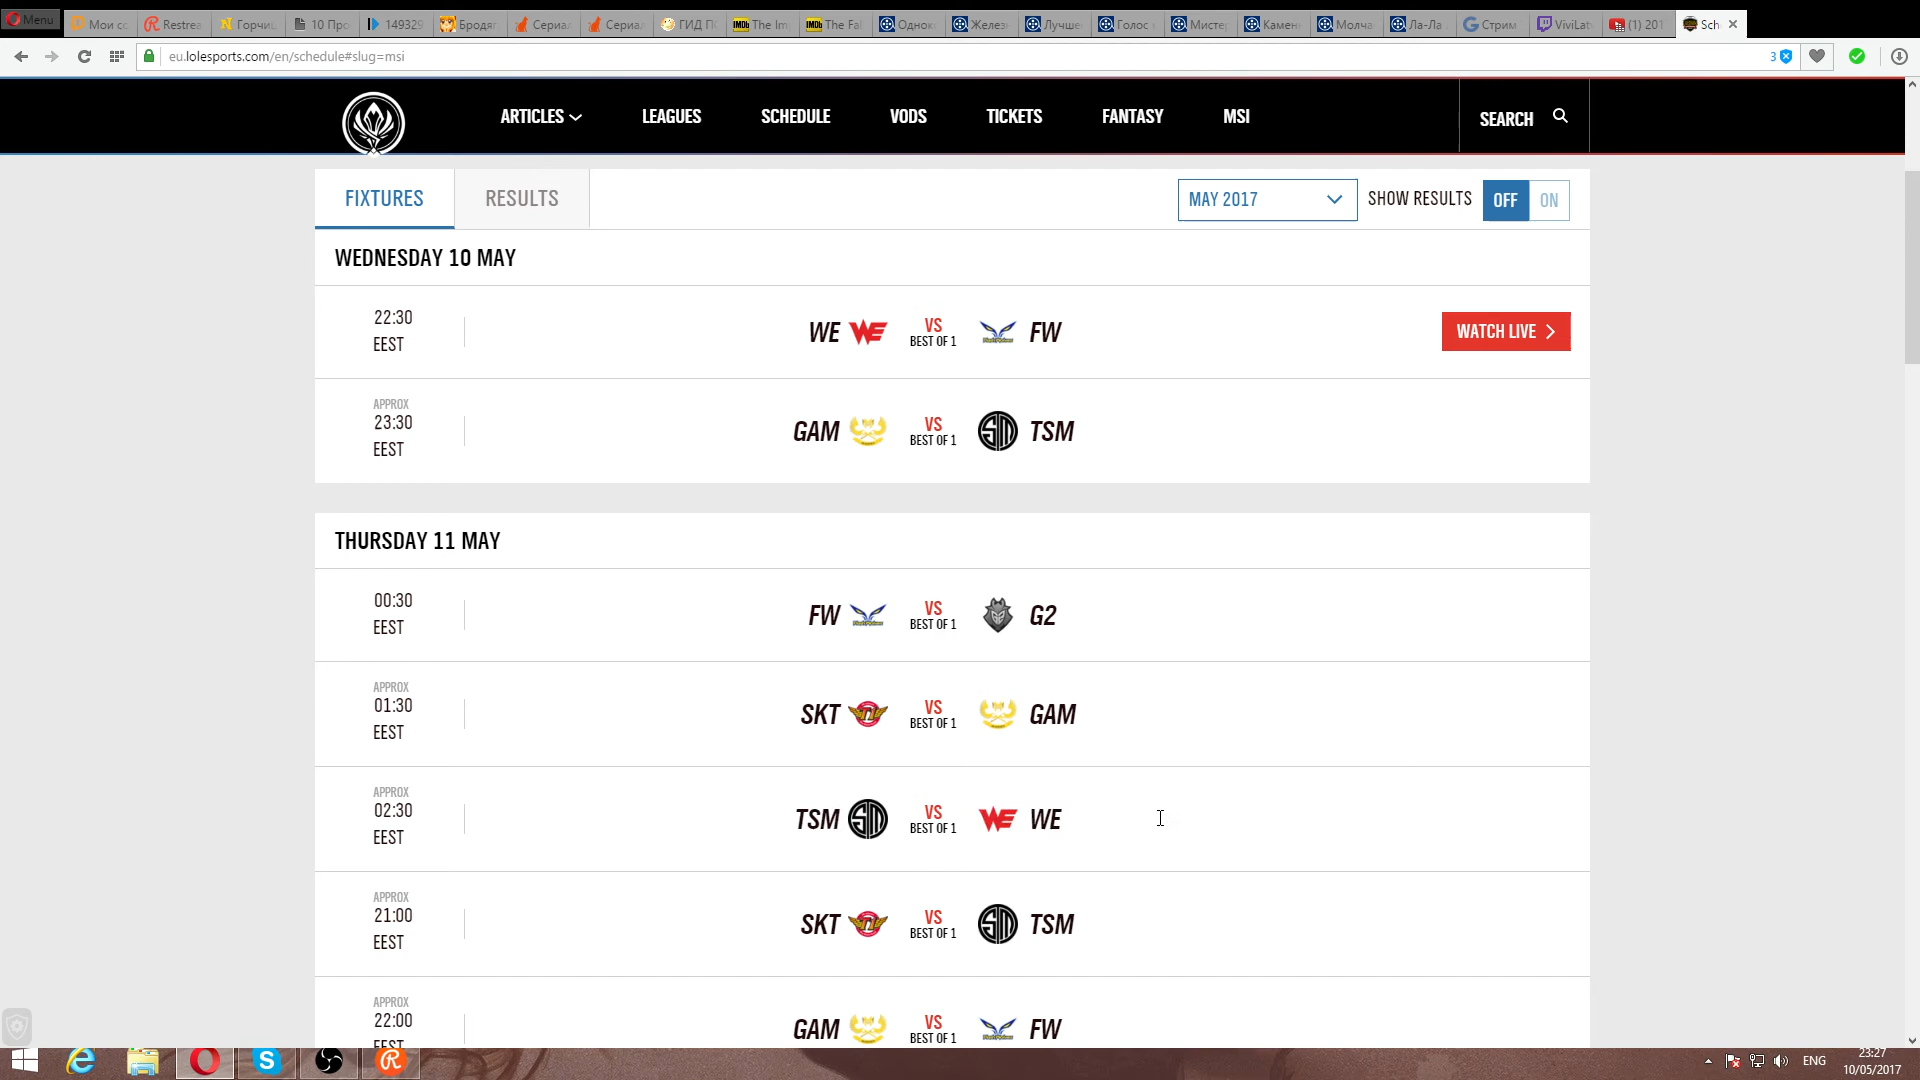 Menu
Мои сс
Restrea
Горчиц
10 Про
149329
Бродяг
Сериал
Сериал
ГИД П
IMDb The Im
IMDb The Fal
Однок
Желез
Лучше
Голос
Мисте
Камен
Молча
Ла-Ла
Стрим
ViviLat
(1) 201
Sch
eu.lolesports.com/en/schedule#slug=msi
3
ARTICLES
LEAGUES
SCHEDULE
VODS
TICKETS
FANTASY
MSI
SEARCH
FIXTURES
RESULTS
MAY 2017
SHOW RESULTS
OFF
ON
WEDNESDAY 10 MAY
22:30
EEST
WE WE VS FW
BEST OF 1
WATCH LIVE
APPROX
23:30
EEST
GAM VS TSM
BEST OF 1
THURSDAY 11 MAY
00:30
EEST
FW VS G2
BEST OF 1
APPROX
01:30
EEST
SKT VS GAM
BEST OF 1
APPROX
02:30
EEST
TSM VS WE WE
BEST OF 1
APPROX
21:00
EEST
SKT VS TSM
BEST OF 1
APPROX
22:00
EEST
GAM VS FW
BEST OF 1
ENG
23:27
10/05/2017